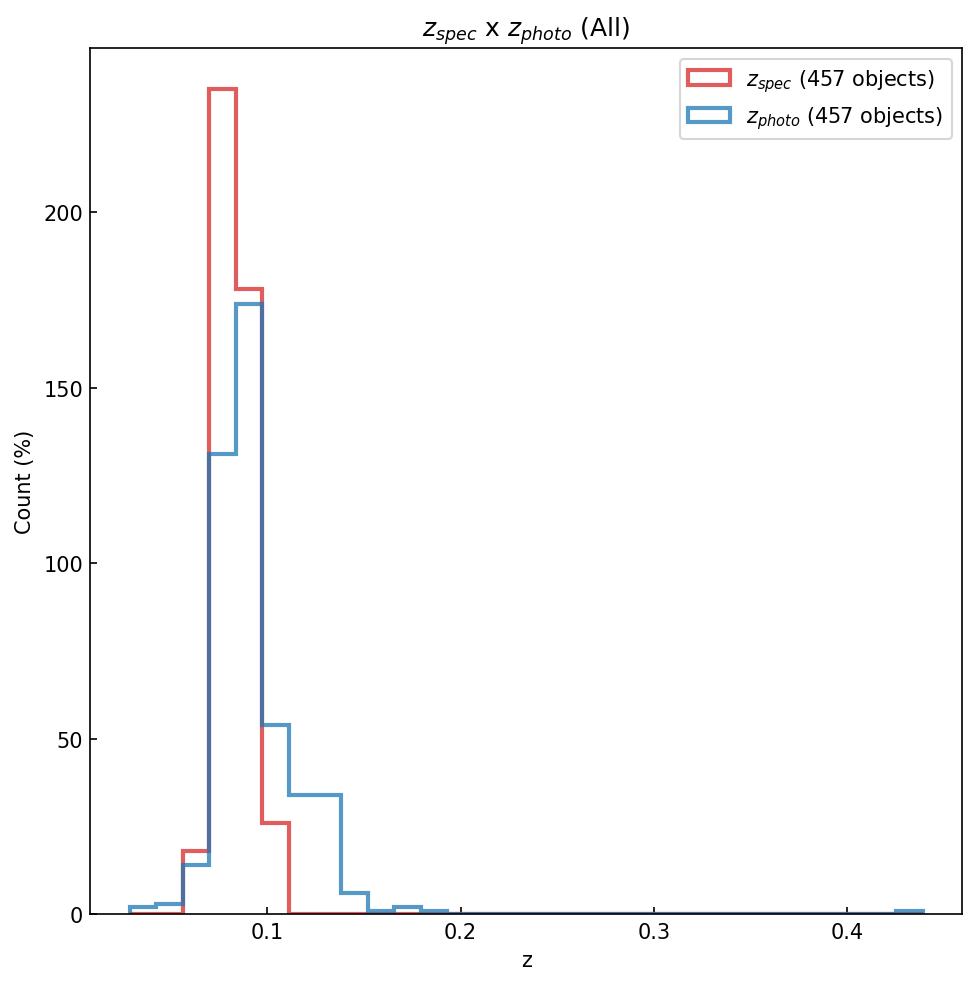 z_spec x z_photo (All)
z_spec (457 objects)
z_photo (457 objects)
Count (%)
200
150
100
50
0
0.1 0.2 0.3 0.4
z